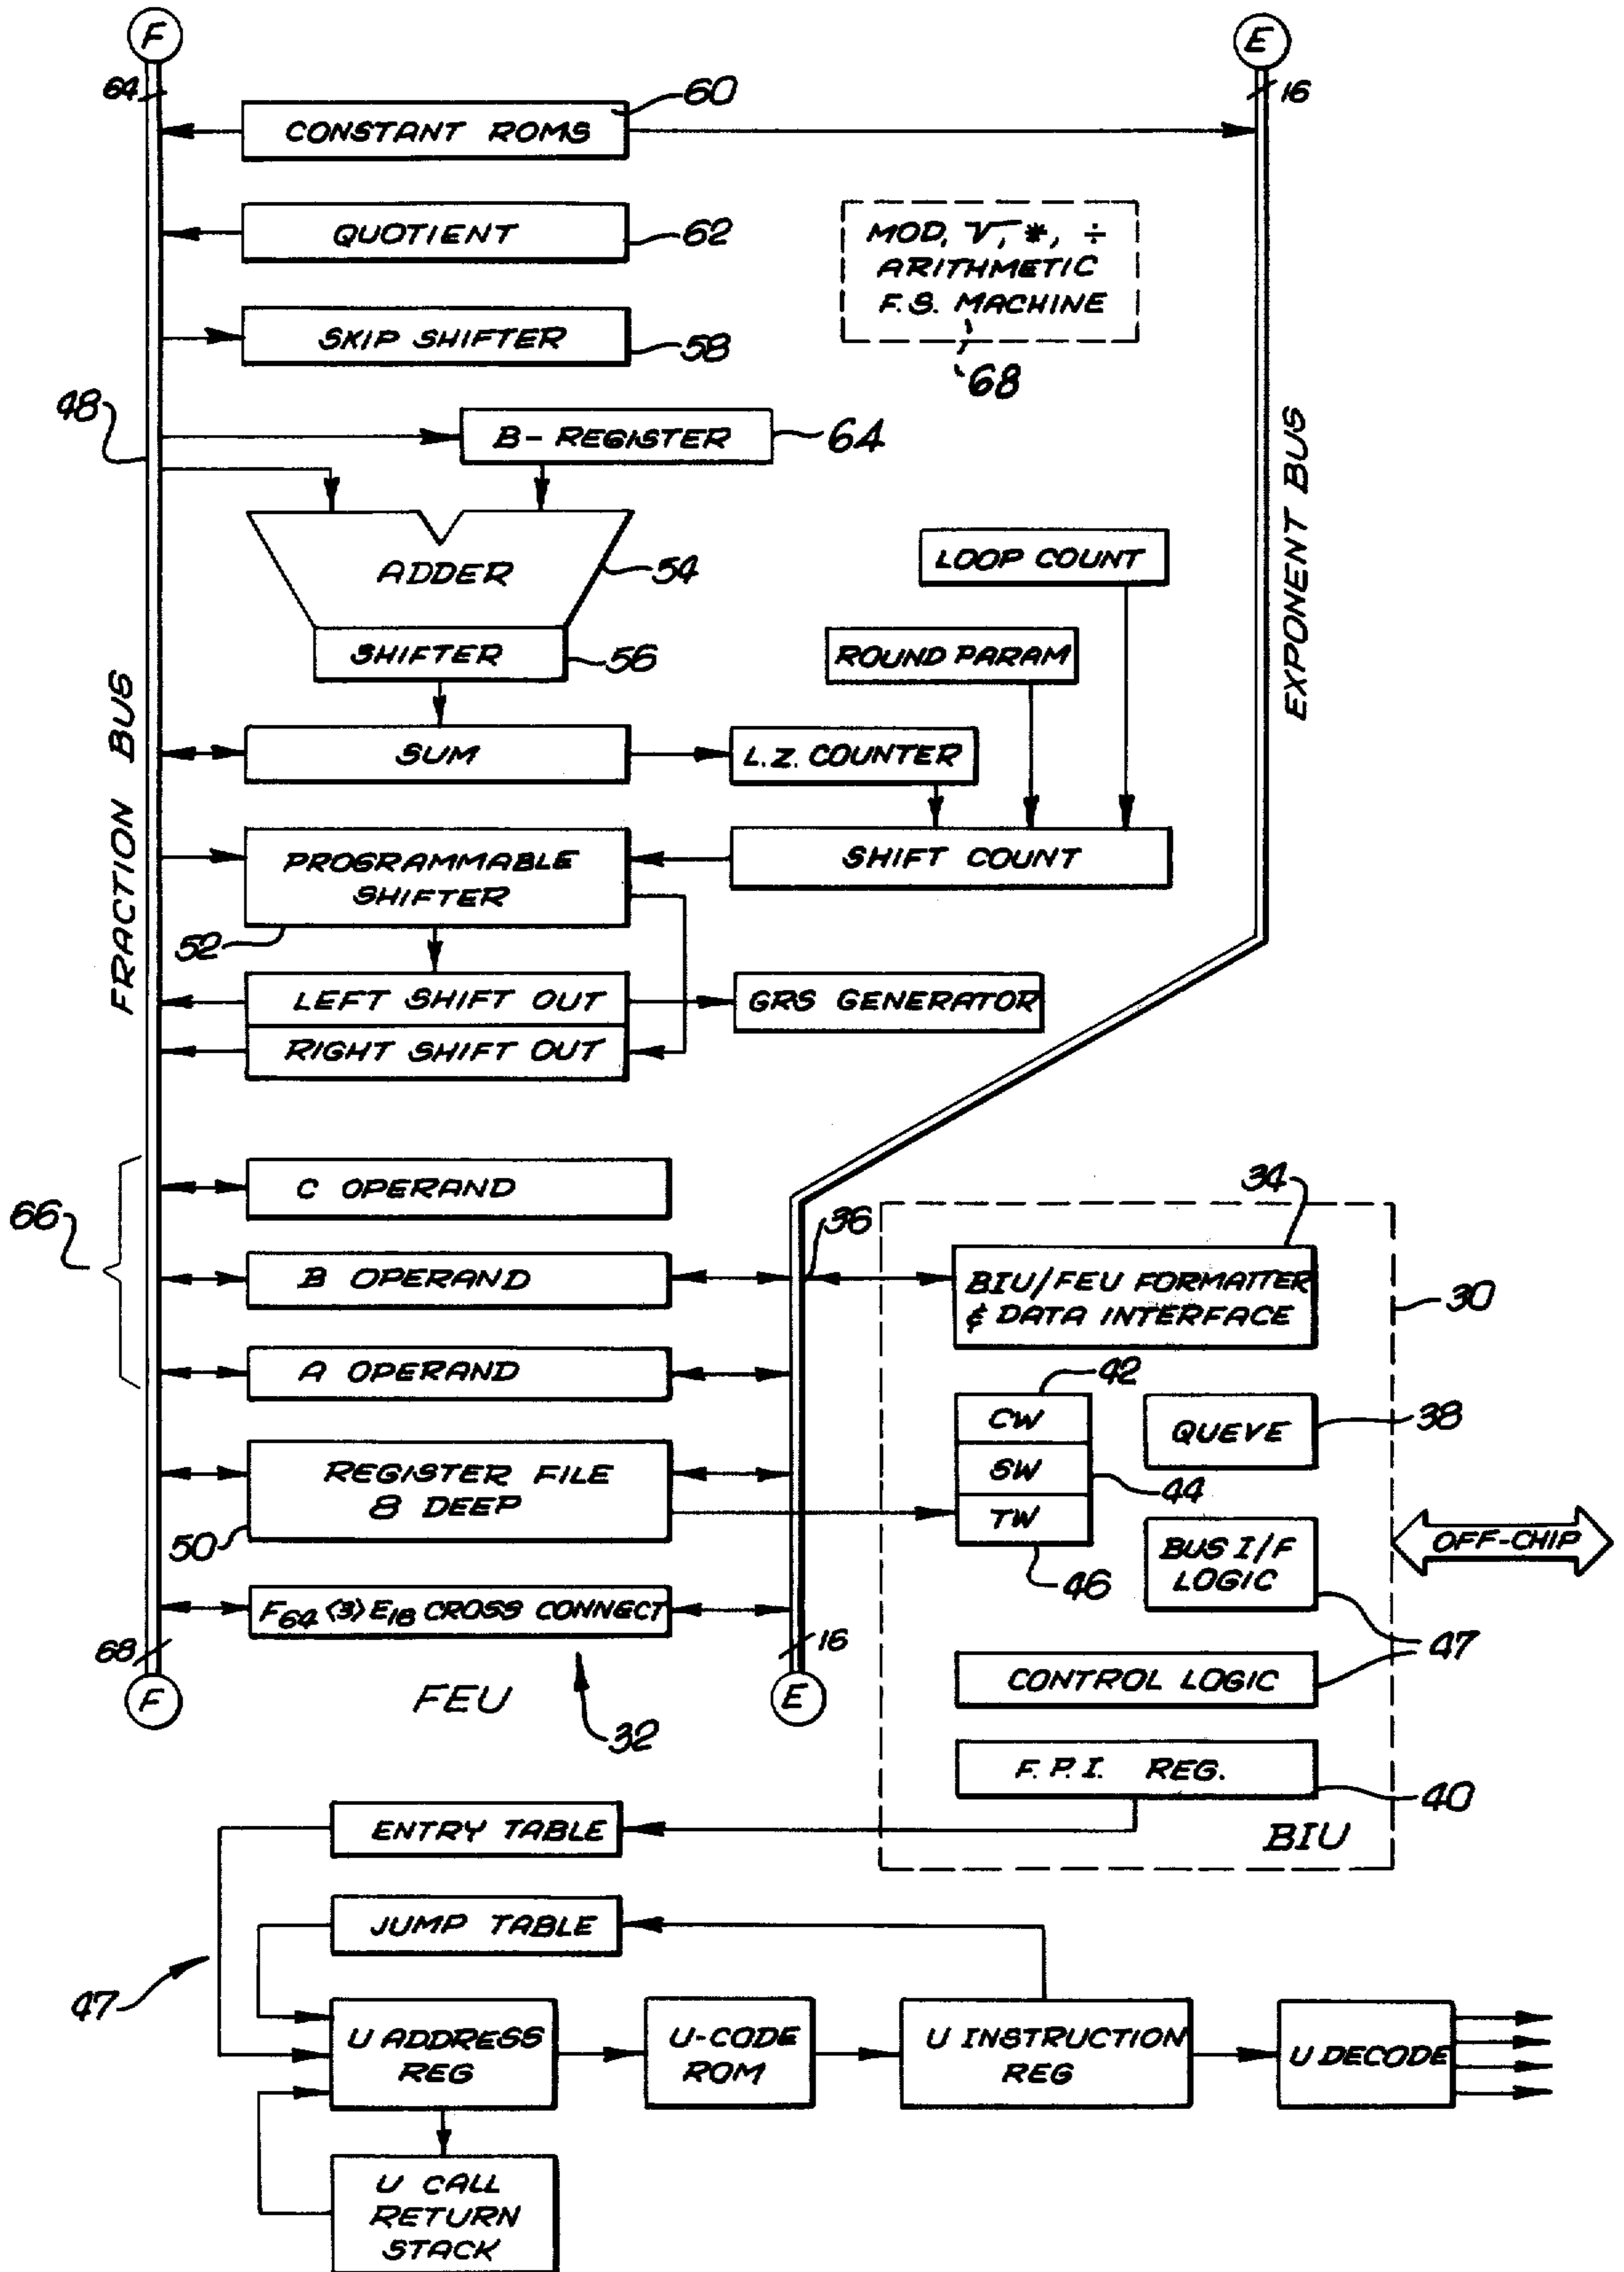 F
E
64
16
60
CONSTANT ROMS
QUOTIENT
62
MOD, √, *, ÷
ARITHMETIC
F.S. MACHINE
68
SKIP SHIFTER
58
48
B-REGISTER
64
EXPONENT BUS
ADDER
54
LOOP COUNT
SHIFTER
56
ROUND PARAM
FRACTION BUS
SUM
L.Z. COUNTER
PROGRAMMABLE
SHIFTER
52
SHIFT COUNT
LEFT SHIFT OUT
GRS GENERATOR
RIGHT SHIFT OUT
66
C OPERAND
B OPERAND
A OPERAND
36
34
BIU/FEU FORMATTER
& DATA INTERFACE
30
42
CW
SW
TW
44
46
QUEVE
38
REGISTER FILE
8 DEEP
50
BUS I/F
LOGIC
OFF-CHIP
47
F64 <3> E18 CROSS CONNECT
68
16
F
E
FEU
32
CONTROL LOGIC
F.P.I. REG.
40
BIU
ENTRY TABLE
JUMP TABLE
47
U ADDRESS
REG
U-CODE
ROM
U INSTRUCTION
REG
U DECODE
U CALL
RETURN
STACK